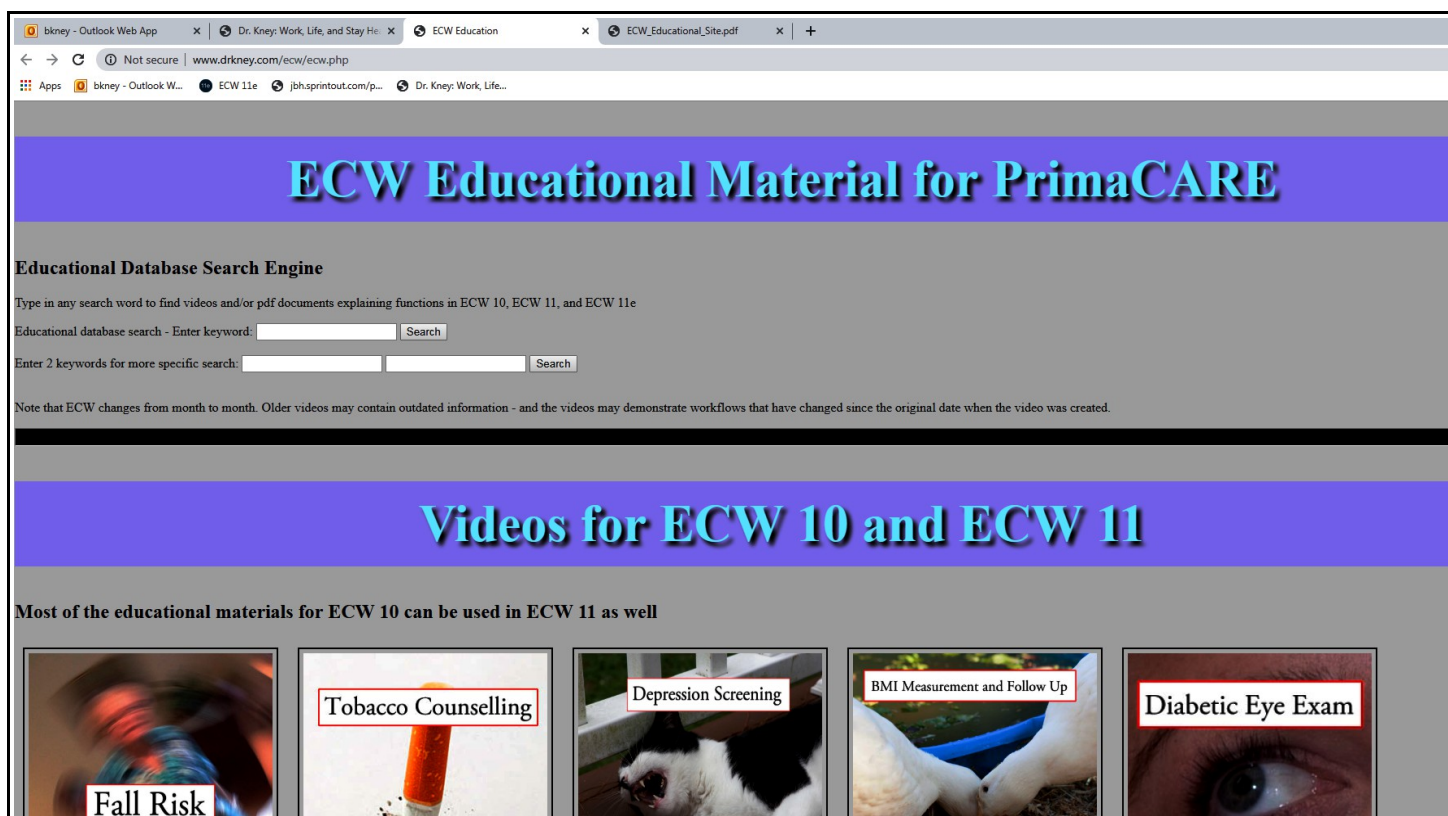 bkney - Outlook Web App
Dr. Kney: Work, Life, and Stay He
ECW Education
ECW_Educational_Site.pdf
Not secure | www.drkney.com/ecw/ecw.php
Apps
bkney - Outlook W...
11e
ECW 11e
jbh.sprintout.com/p...
Dr. Kney: Work, Life...
ECW Educational Material for PrimaCARE
Educational Database Search Engine
Type in any search word to find videos and/or pdf documents explaining functions in ECW 10, ECW 11, and ECW 11e
Educational database search - Enter keyword: Search
Enter 2 keywords for more specific search: Search
Note that ECW changes from month to month. Older videos may contain outdated information - and the videos may demonstrate workflows that have changed since the original date when the video was created.
Videos for ECW 10 and ECW 11
Most of the educational materials for ECW 10 can be used in ECW 11 as well
Fall Risk
Tobacco Counselling
Depression Screening
BMI Measurement and Follow Up
Diabetic Eye Exam